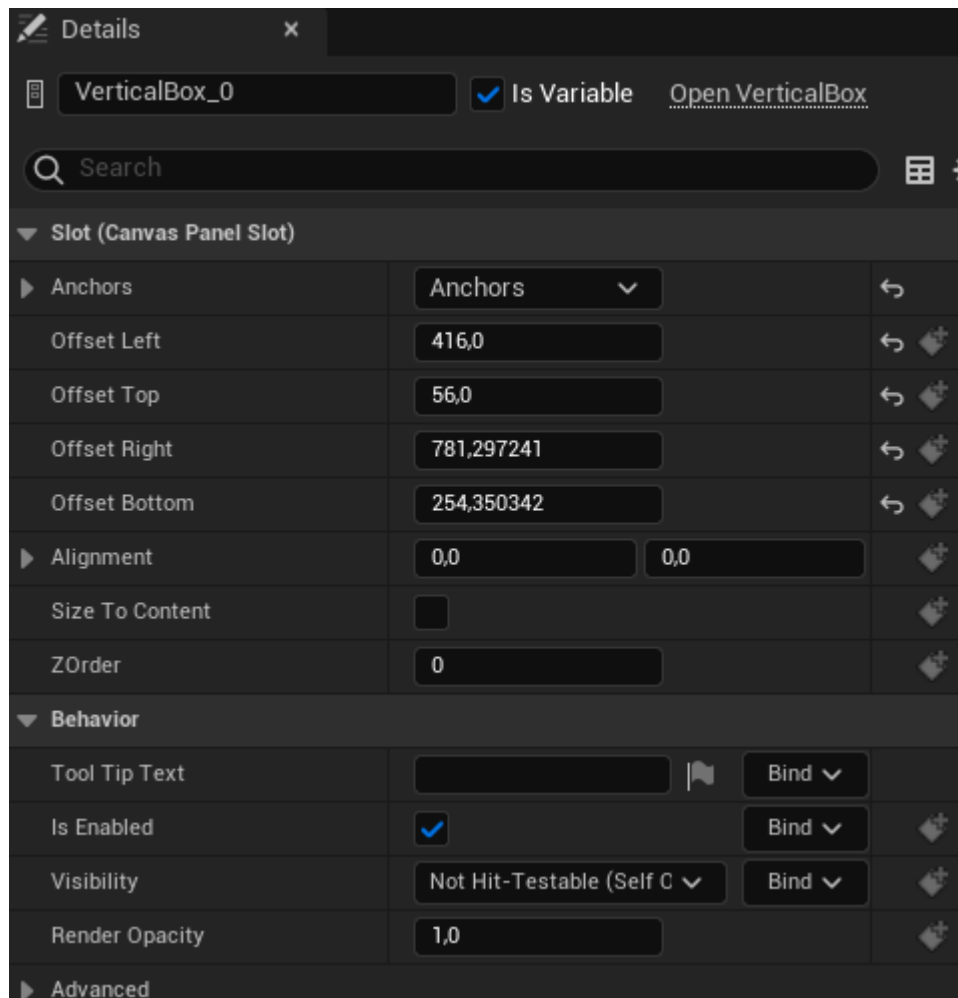 Details
VerticalBox_0 Is Variable Open VerticalBox
Search
Slot (Canvas Panel Slot)
Anchors Anchors
Offset Left 416,0
Offset Top 56,0
Offset Right 781,297241
Offset Bottom 254,350342
Alignment 0,0 0,0
Size To Content
ZOrder 0
Behavior
Tool Tip Text Bind
Is Enabled Bind
Visibility Not Hit-Testable (Self O Bind
Render Opacity 1,0
Advanced